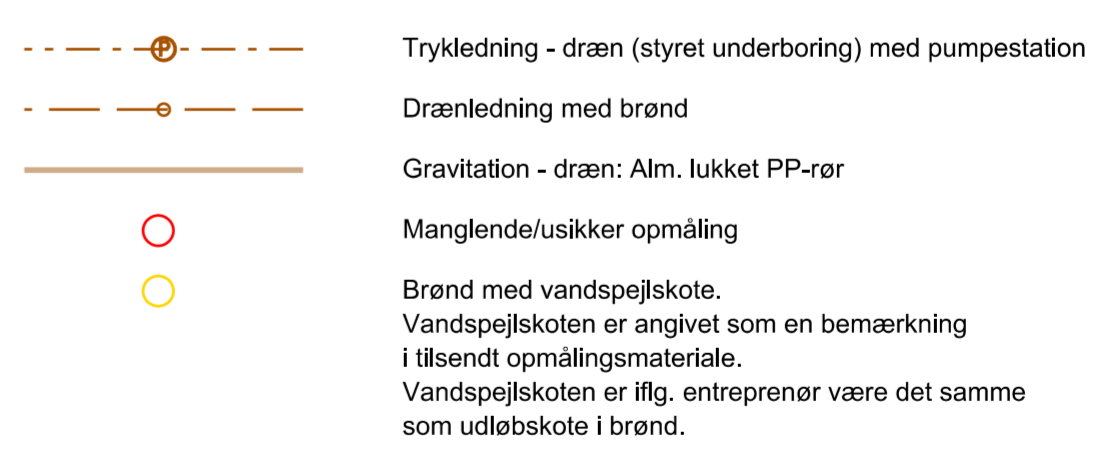 P Trykledning - dræn (styret underboring) med pumpestation
Drænledning med brønd
Gravitation - dræn: Alm. lukket PP-rør
Manglende/usikker opmåling
Brønd med vandspejlskote.
Vandspejlskoten er angivet som en bemærkning
i tilsendt opmålingsmateriale.
Vandspejlskoten er iflg. entreprenør være det samme
som udløbskote i brønd.